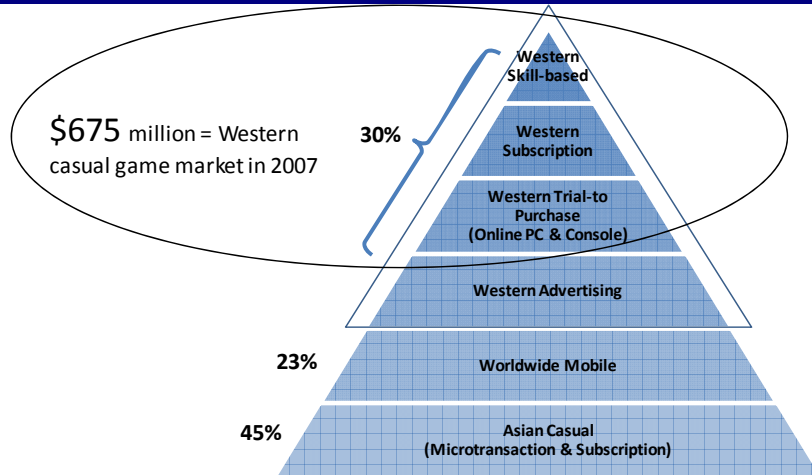 Western
Skill-based
$675 million = Western
casual game market in 2007
30%
Western
Subscription
Western Trial-to
Purchase
(Online PC & Console)
Western Advertising
23%
Worldwide Mobile
45%
Asian Casual
(Microtransaction & Subscription)